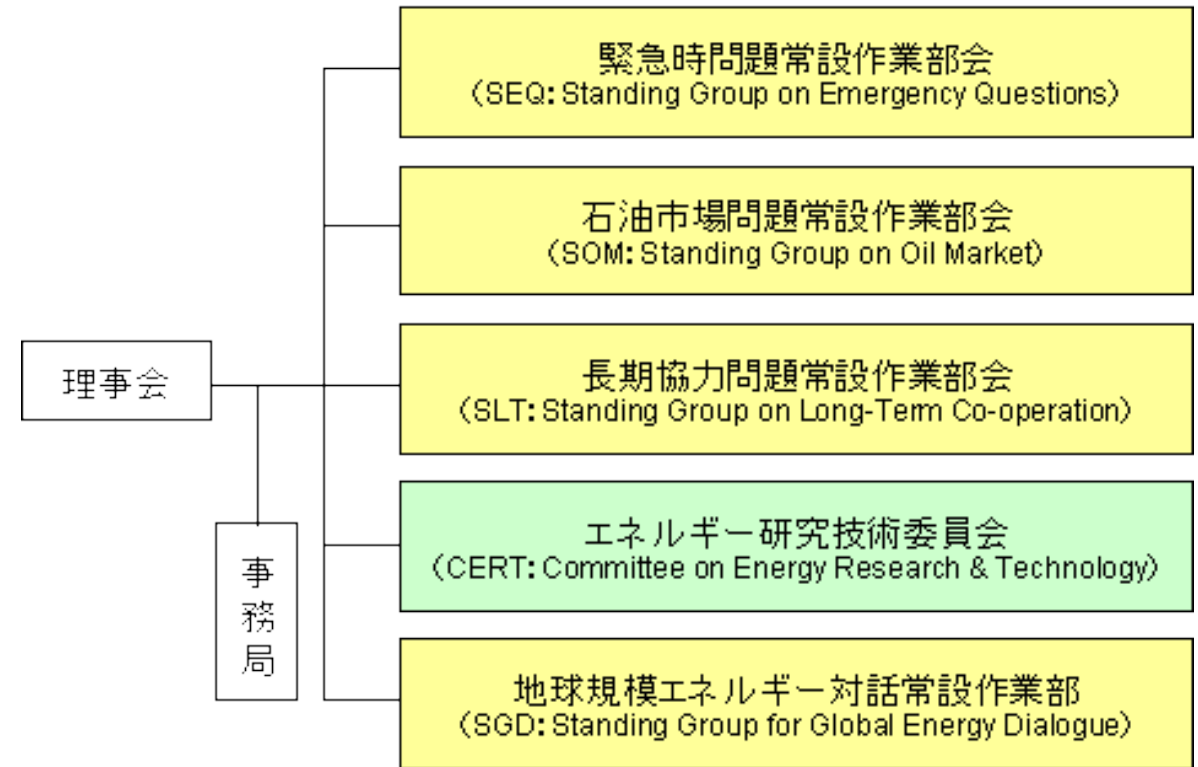 緊急時問題常設作業部会
（SEQ: Standing Group on Emergency Questions）
石油市場問題常設作業部会
（SOM: Standing Group on Oil Market）
理事会
長期協力問題常設作業部会
（SLT: Standing Group on Long-Term Co-operation）
事務局
エネルギー研究技術委員会
（CERT: Committee on Energy Research & Technology）
地球規模エネルギー対話常設作業部
（SGD: Standing Group for Global Energy Dialogue）